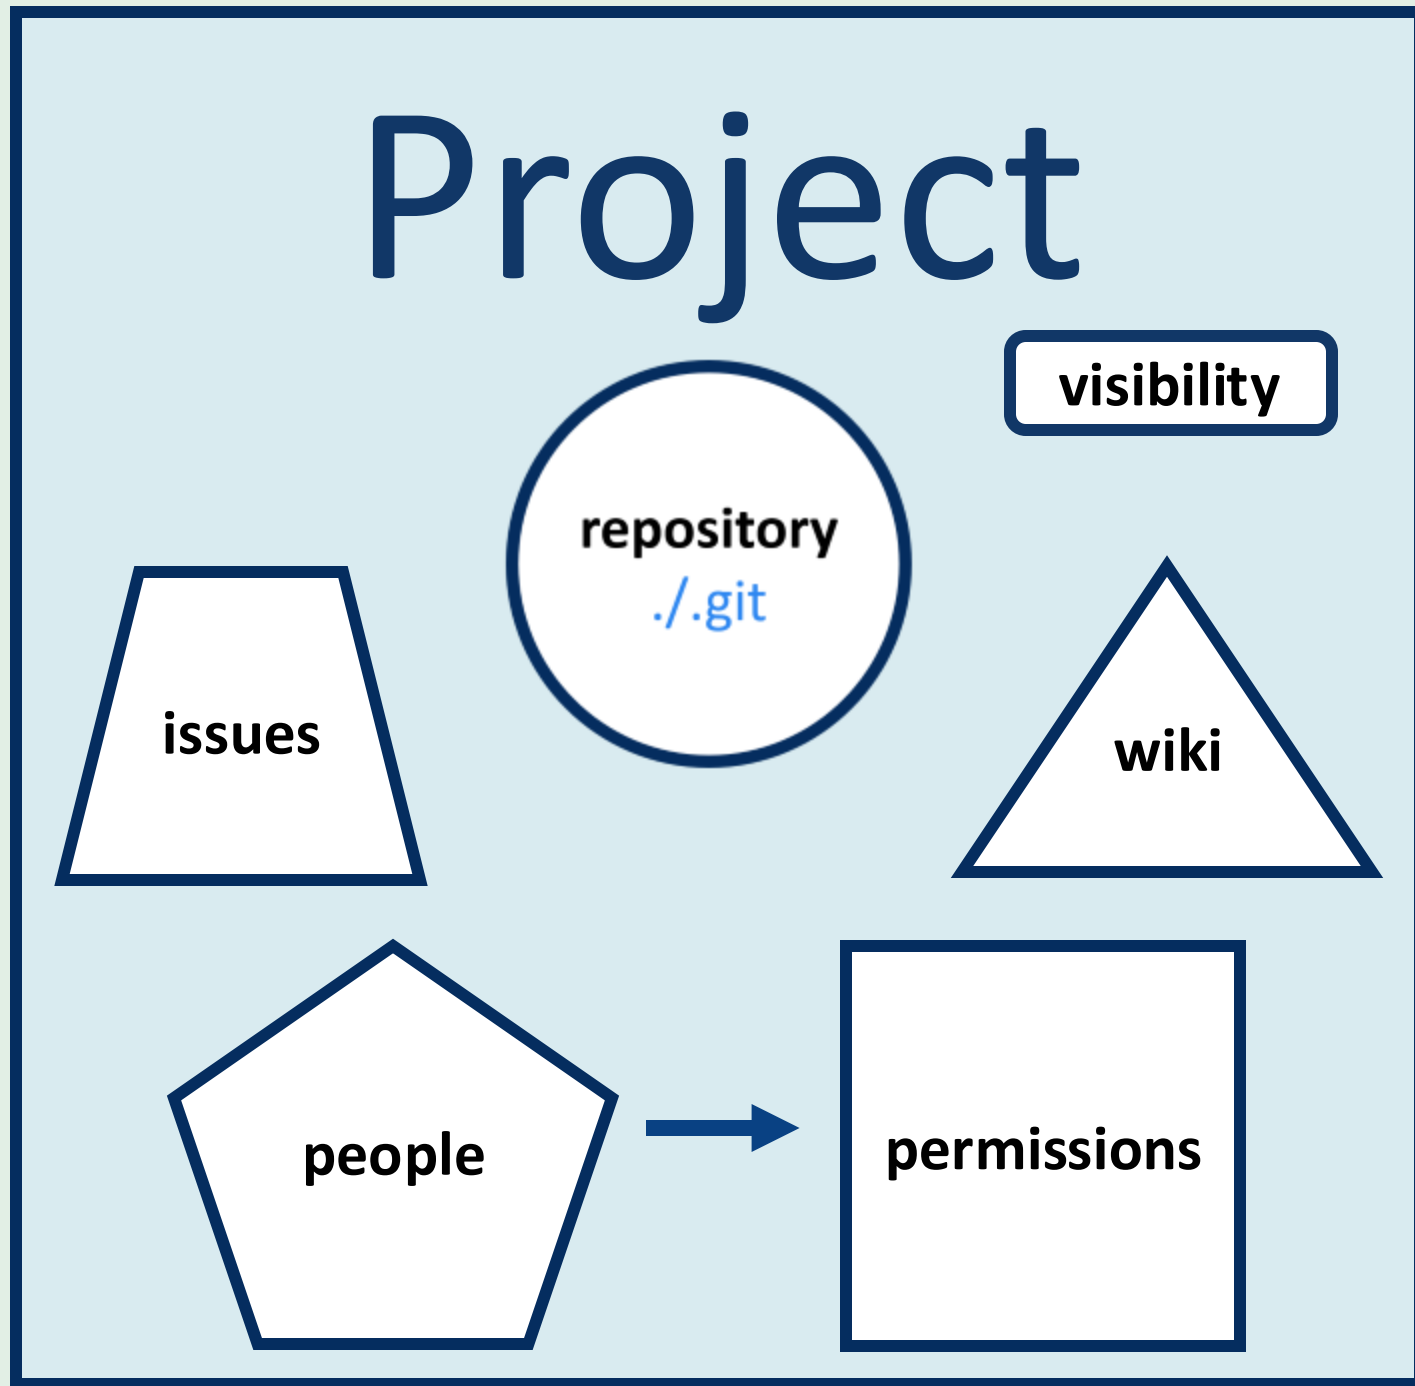 Project
visibility
repository
./.git
issues
wiki
people
permissions